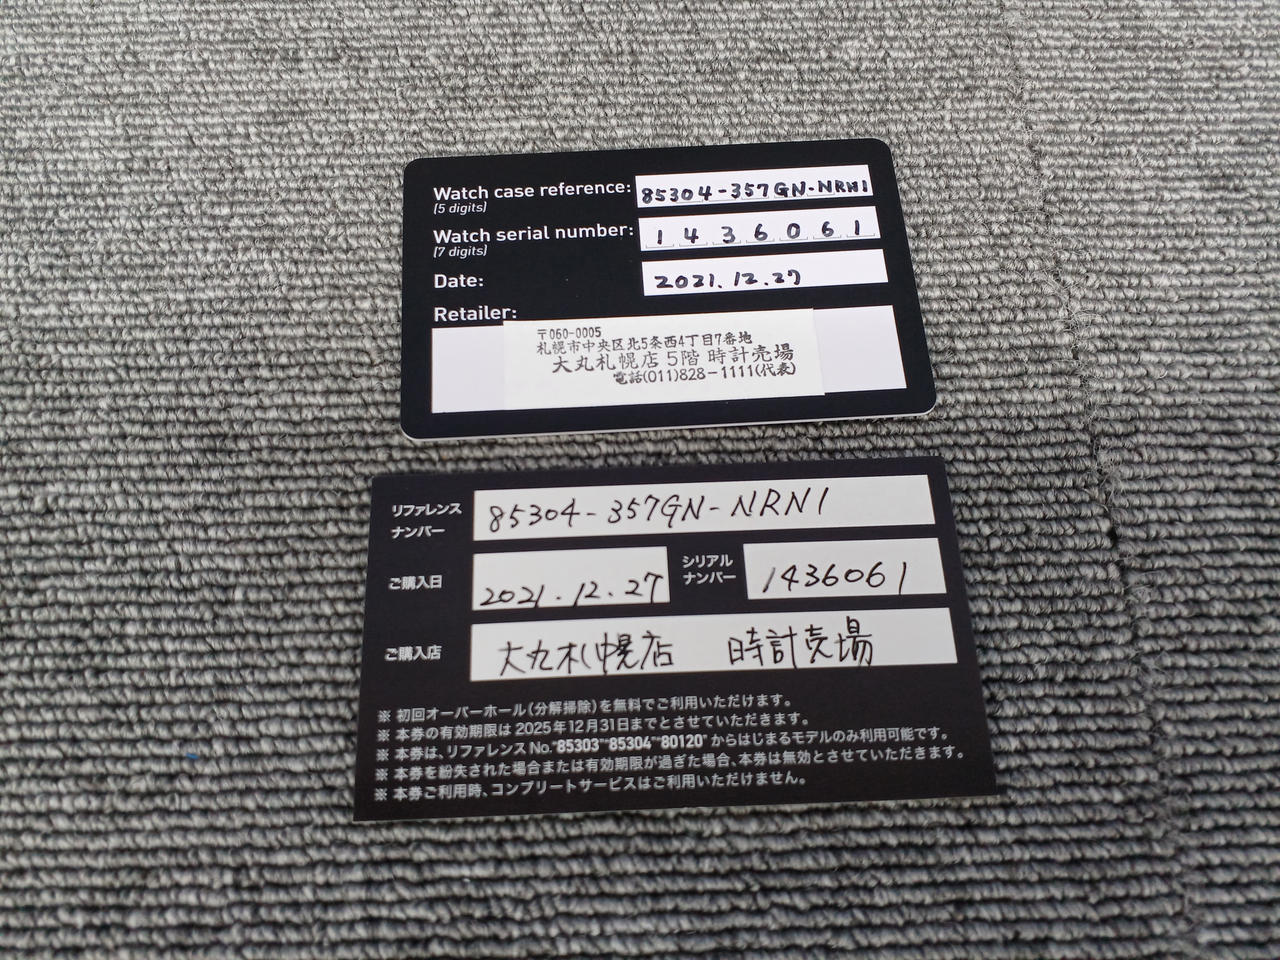 Watch case reference: 85304-357GN-NRN1
(5 digits)
Watch serial number: 1436061
(7 digits)
Date: 2021.12.27
Retailer:
〒060-0005
札幌市中央区北5条西4丁目7番地
大丸札幌店 5階 時計売場
電話(011)828-1111(代表)
リファレンス
ナンバー
85304-357GN-NRN1
ご購入日
2021.12.27
シリアル
ナンバー
1436061
ご購入店
大丸札幌店 時計売場
※ 初回オーバーホール(分解掃除)を無料でご利用いただけます。
※ 本券の有効期限は2025年12月31日までとさせていただきます。
※ 本券は、リファレンスNo."85303""85304""80120"からはじまるモデルのみ利用可能です。
※ 本券を紛失された場合または有効期限が過ぎた場合、本券は無効とさせていただきます。
※ 本券ご利用時、コンプリートサービスはご利用いただけません。